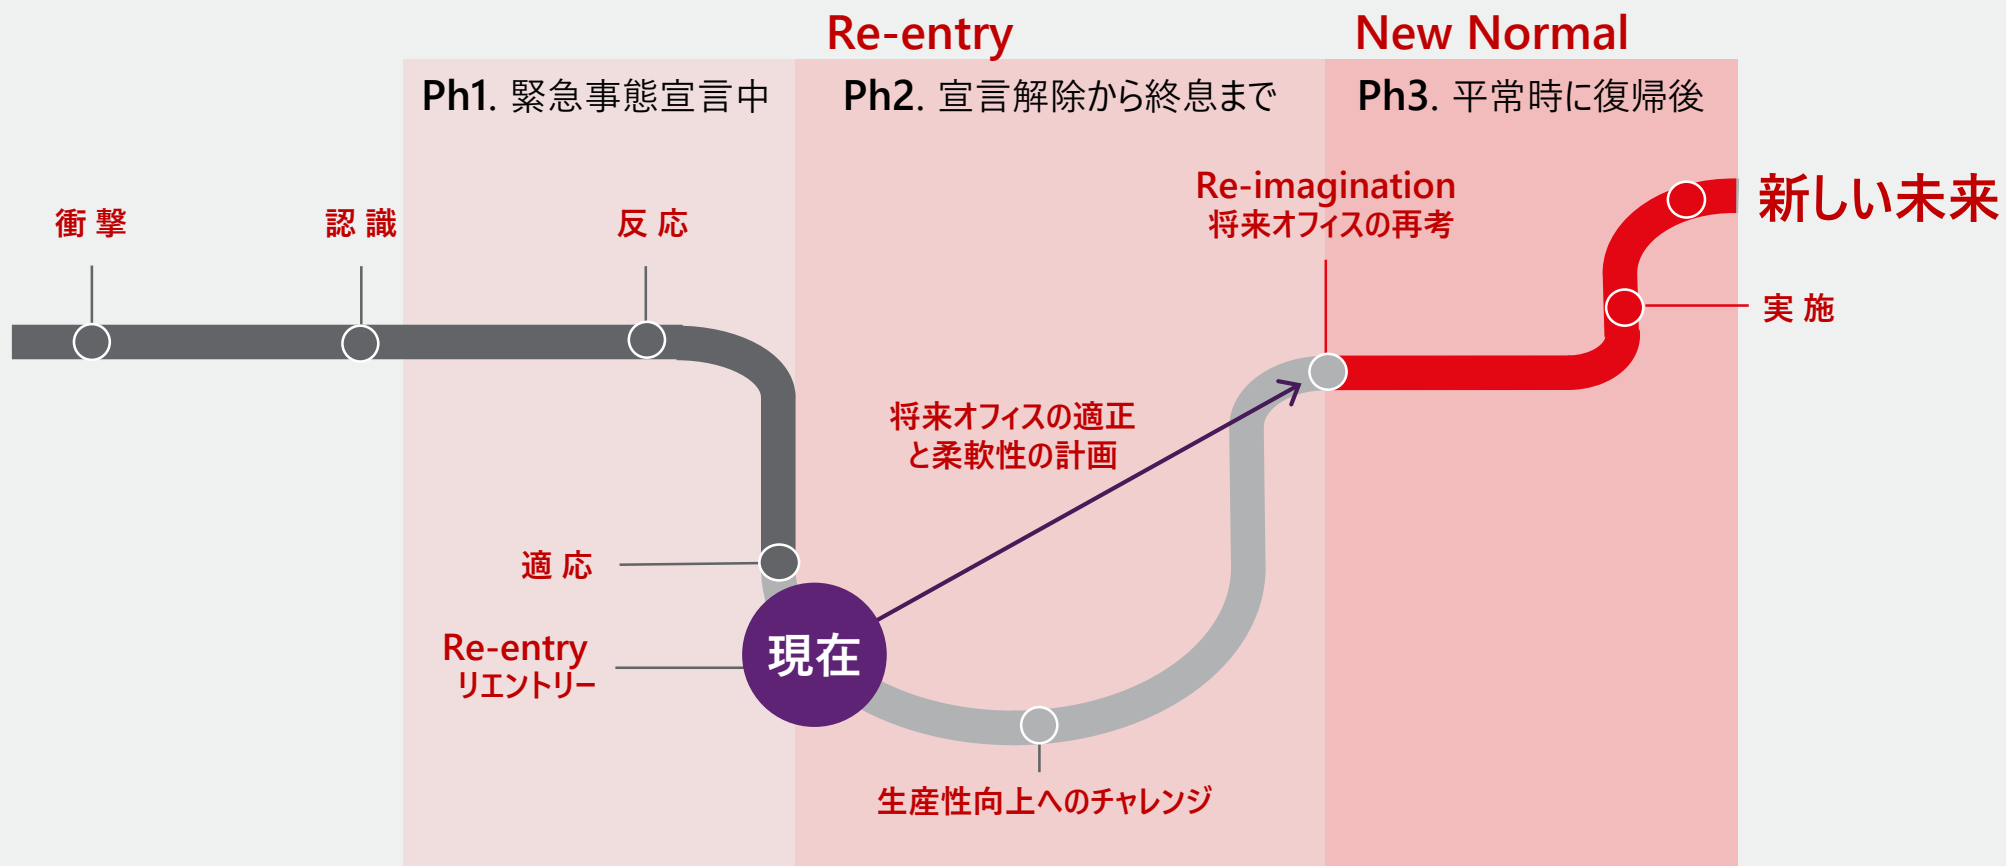 Re-entry
New Normal
Ph1. 緊急事態宣言中
Ph2. 宣言解除から終息まで
Ph3. 平常時に復帰後
衝撃
認識
反応
Re-imagination
将来オフィスの再考
新しい未来
実施
将来オフィスの適正
と柔軟性の計画
適応
Re-entry
リエントリー
現在
生産性向上へのチャレンジ